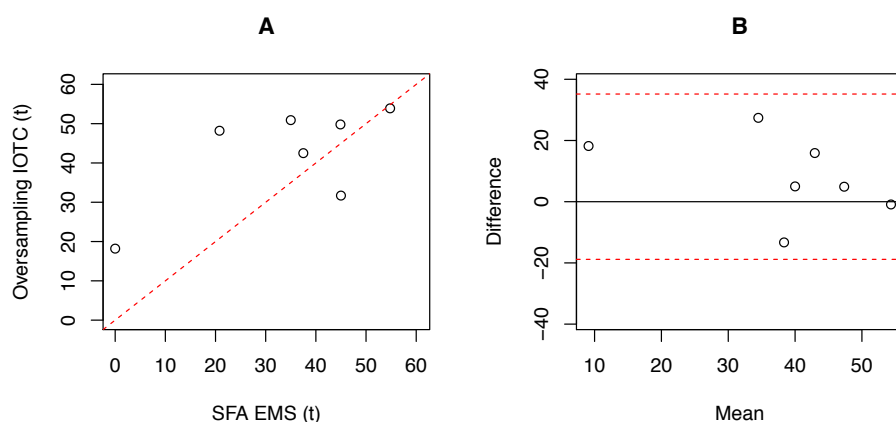 A
Oversampling IOTC (t)
60
50
40
30
20
10
0
0 10 20 30 40 50 60
SFA EMS (t)
B
Difference
40
20
0
−20
−40
10 20 30 40 50
Mean